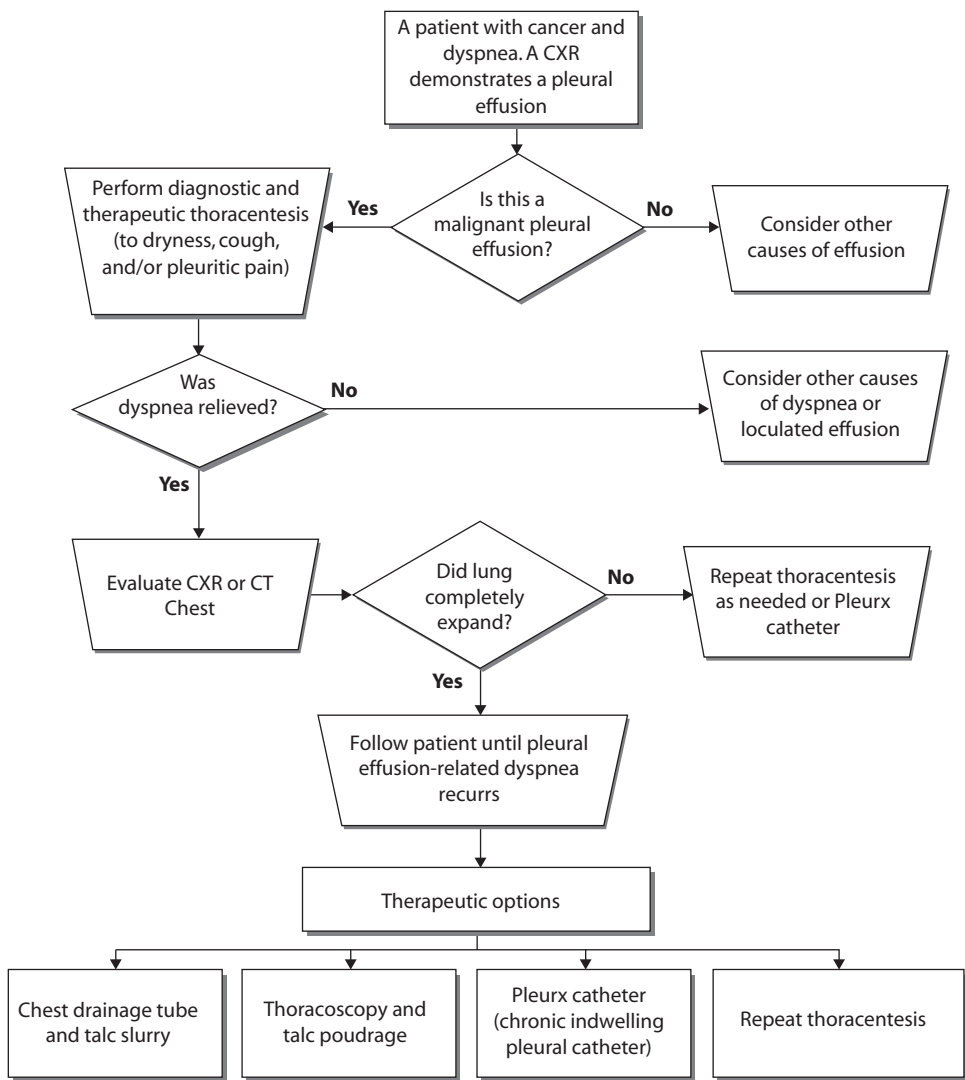 A patient with cancer and
dyspnea. A CXR
demonstrates a pleural
effusion
Is this a
malignant pleural
effusion?
Yes
No
Perform diagnostic and
therapeutic thoracentesis
(to dryness, cough,
and/or pleuritic pain)
Consider other
causes of effusion
Was
dyspnea relieved?
No
Consider other causes
of dyspnea or
loculated effusion
Yes
Evaluate CXR or CT
Chest
Did lung
completely
expand?
No
Repeat thoracentesis
as needed or Pleurx
catheter
Yes
Follow patient until pleural
effusion-related dyspnea
recurrs
Therapeutic options
Chest drainage tube
and talc slurry
Thoracoscopy and
talc poudrage
Pleurx catheter
(chronic indwelling
pleural catheter)
Repeat thoracentesis